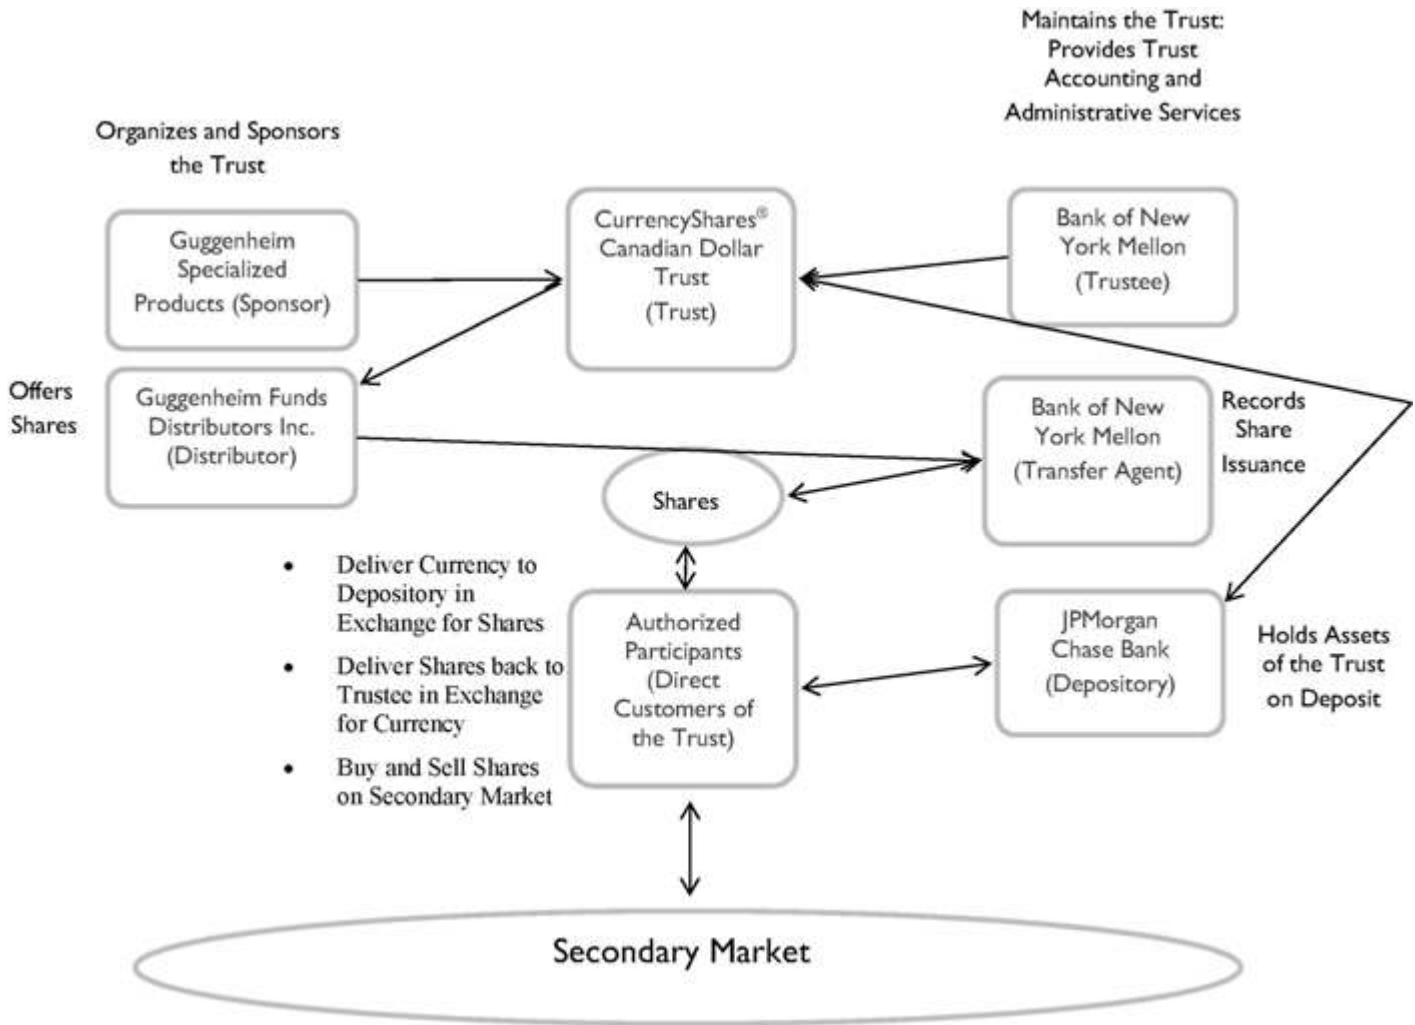 Maintains the Trust:
Provides Trust
Accounting and
Administrative Services
Organizes and Sponsors
the Trust
Guggenheim
Specialized
Products (Sponsor)
CurrencyShares®
Canadian Dollar
Trust
(Trust)
Bank of New
York Mellon
(Trustee)
Offers
Shares
Guggenheim Funds
Distributors Inc.
(Distributor)
Bank of New
York Mellon
(Transfer Agent)
Records
Share
Issuance
Shares
• Deliver Currency to
Depository in
Exchange for Shares
• Deliver Shares back to
Trustee in Exchange
for Currency
• Buy and Sell Shares
on Secondary Market
Authorized
Participants
(Direct
Customers of
the Trust)
JPMorgan
Chase Bank
(Depository)
Holds Assets
of the Trust
on Deposit
Secondary Market